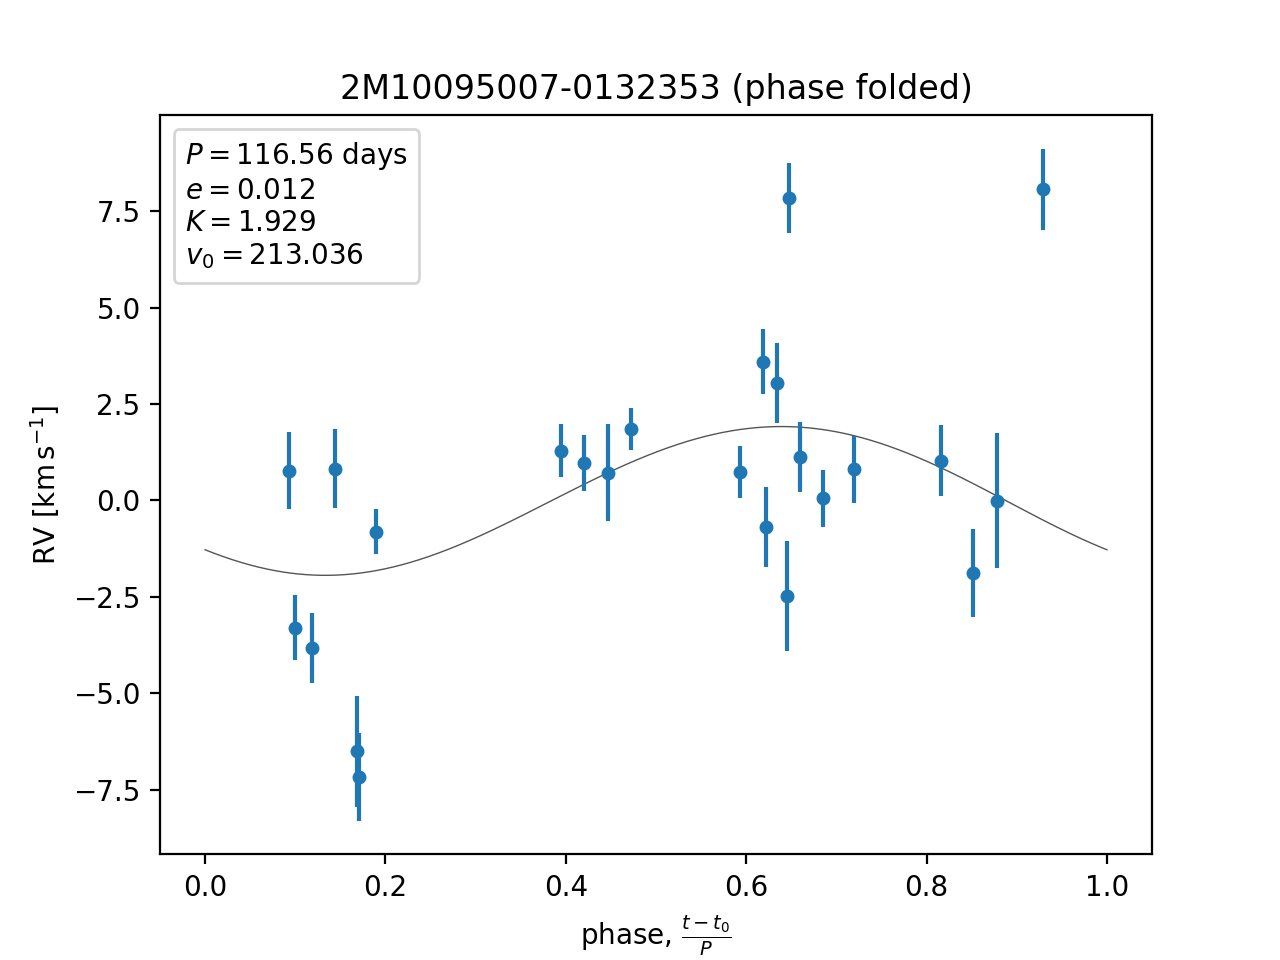 2M10095007-0132353 (phase folded)
P = 116.56 days
e = 0.012
K = 1.929
v₀ = 213.036
7.5
5.0
2.5
0.0
−2.5
−5.0
−7.5
RV [km s⁻¹]
0.0 0.2 0.4 0.6 0.8 1.0
phase, (t − t₀)/P